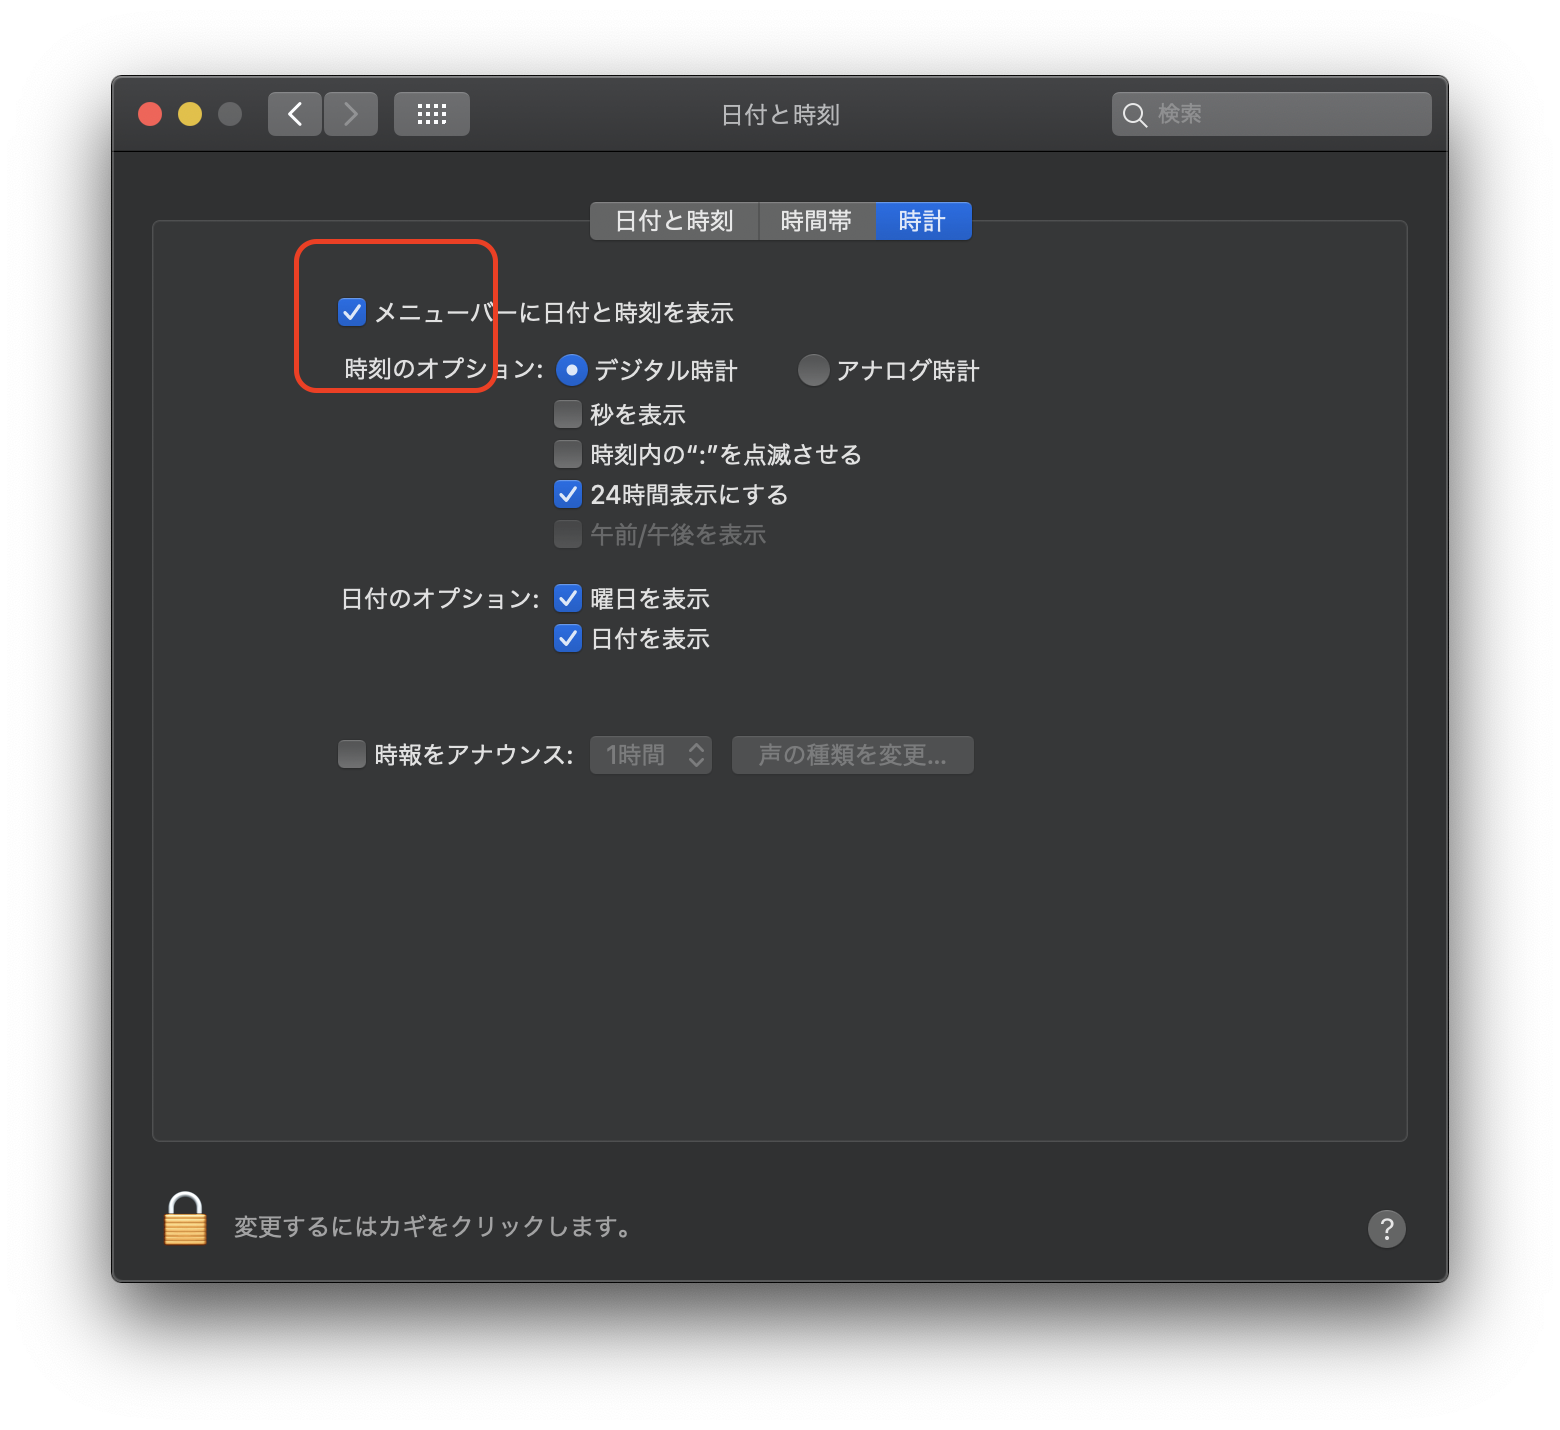 日付と時刻
検索
日付と時刻 時間帯 時計
メニューバーに日付と時刻を表示
時刻のオプション: デジタル時計 アナログ時計
秒を表示
時刻内の“:”を点滅させる
24時間表示にする
午前/午後を表示
日付のオプション: 曜日を表示
日付を表示
時報をアナウンス: 1時間 声の種類を変更...
変更するにはカギをクリックします。
?